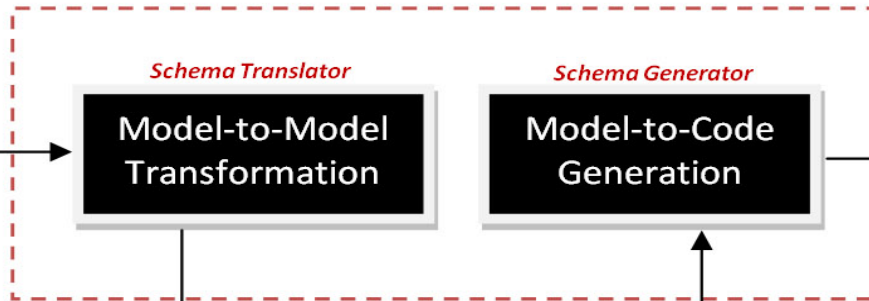 Schema Translator
Schema Generator
Model-to-Model
Transformation
Model-to-Code
Generation